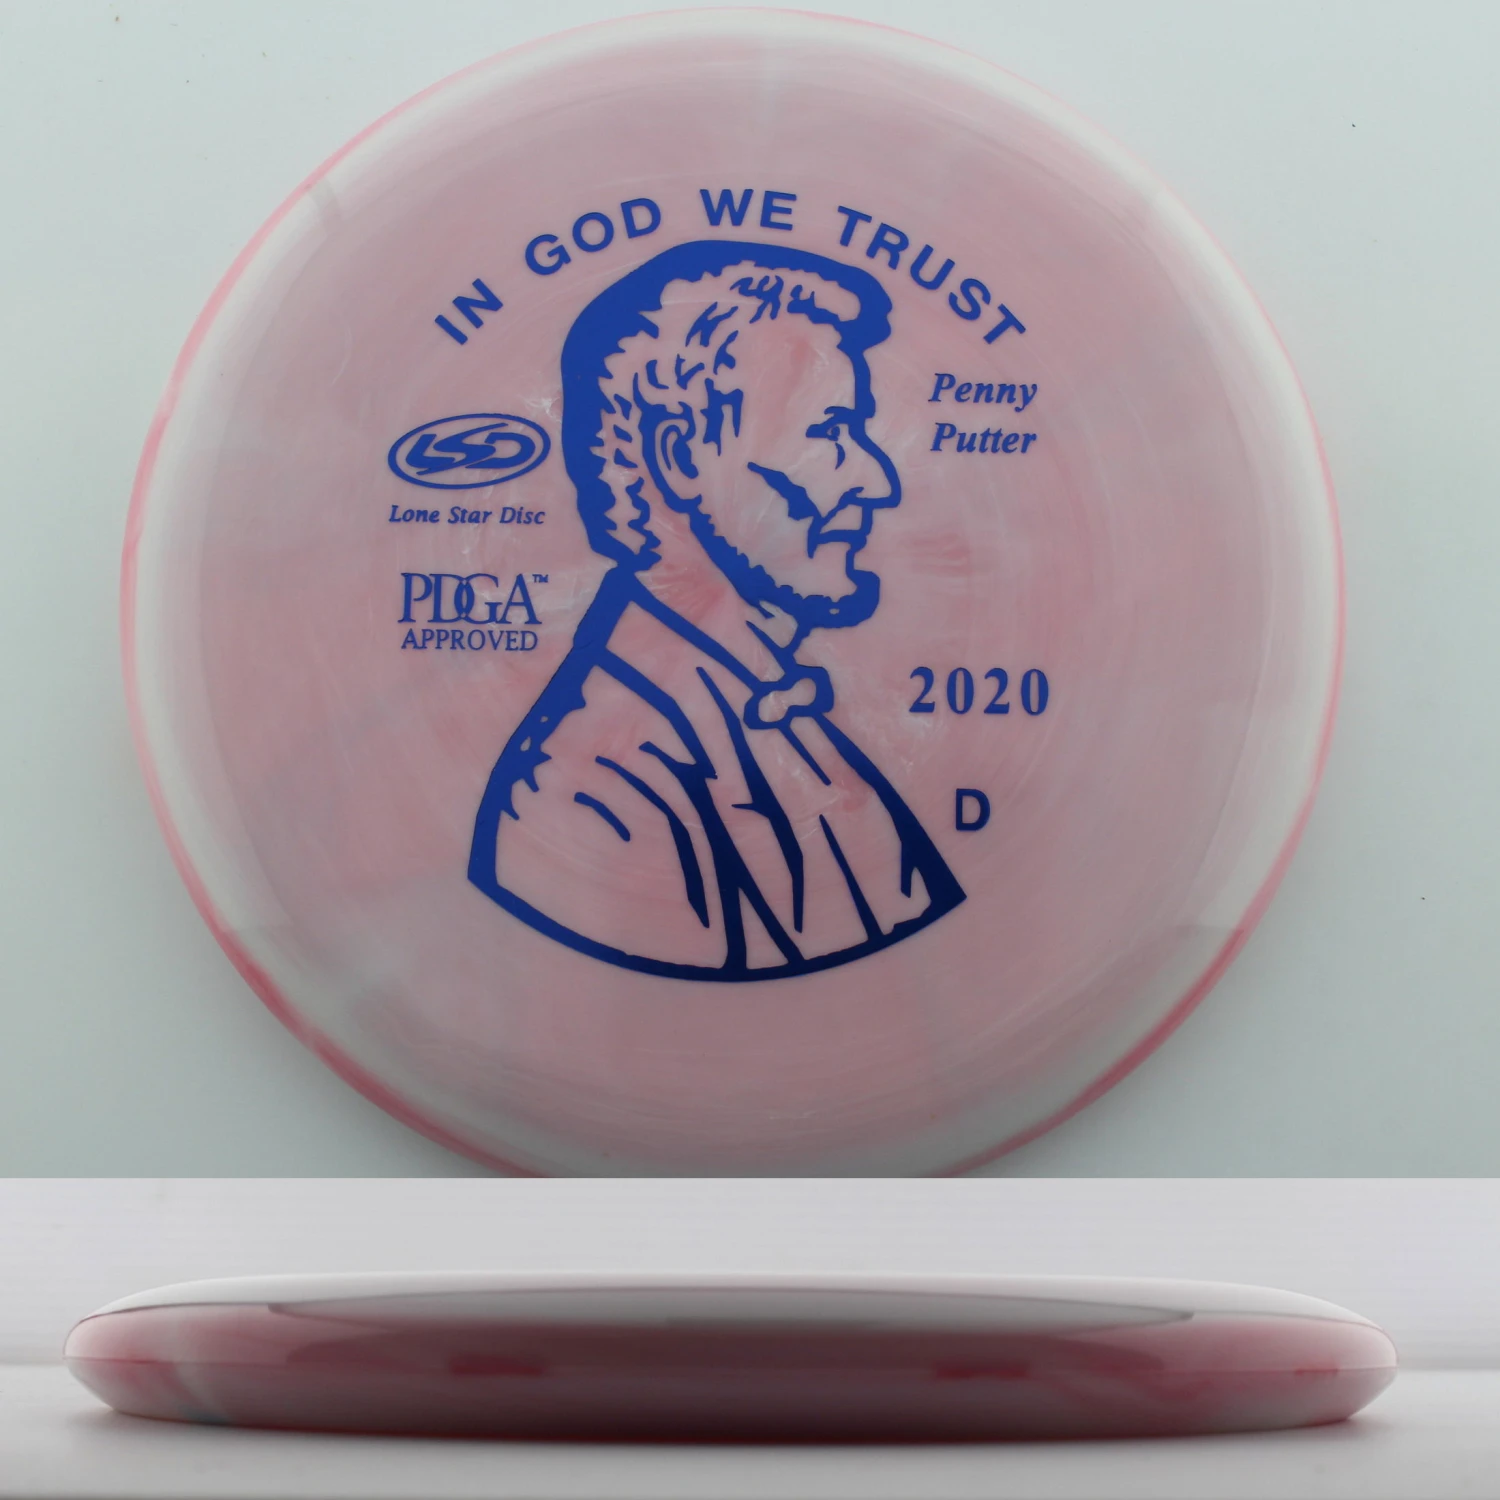 IN GOD WE TRUST
Penny
Putter
LSD
Lone Star Disc
PDGA™
APPROVED
2020
D